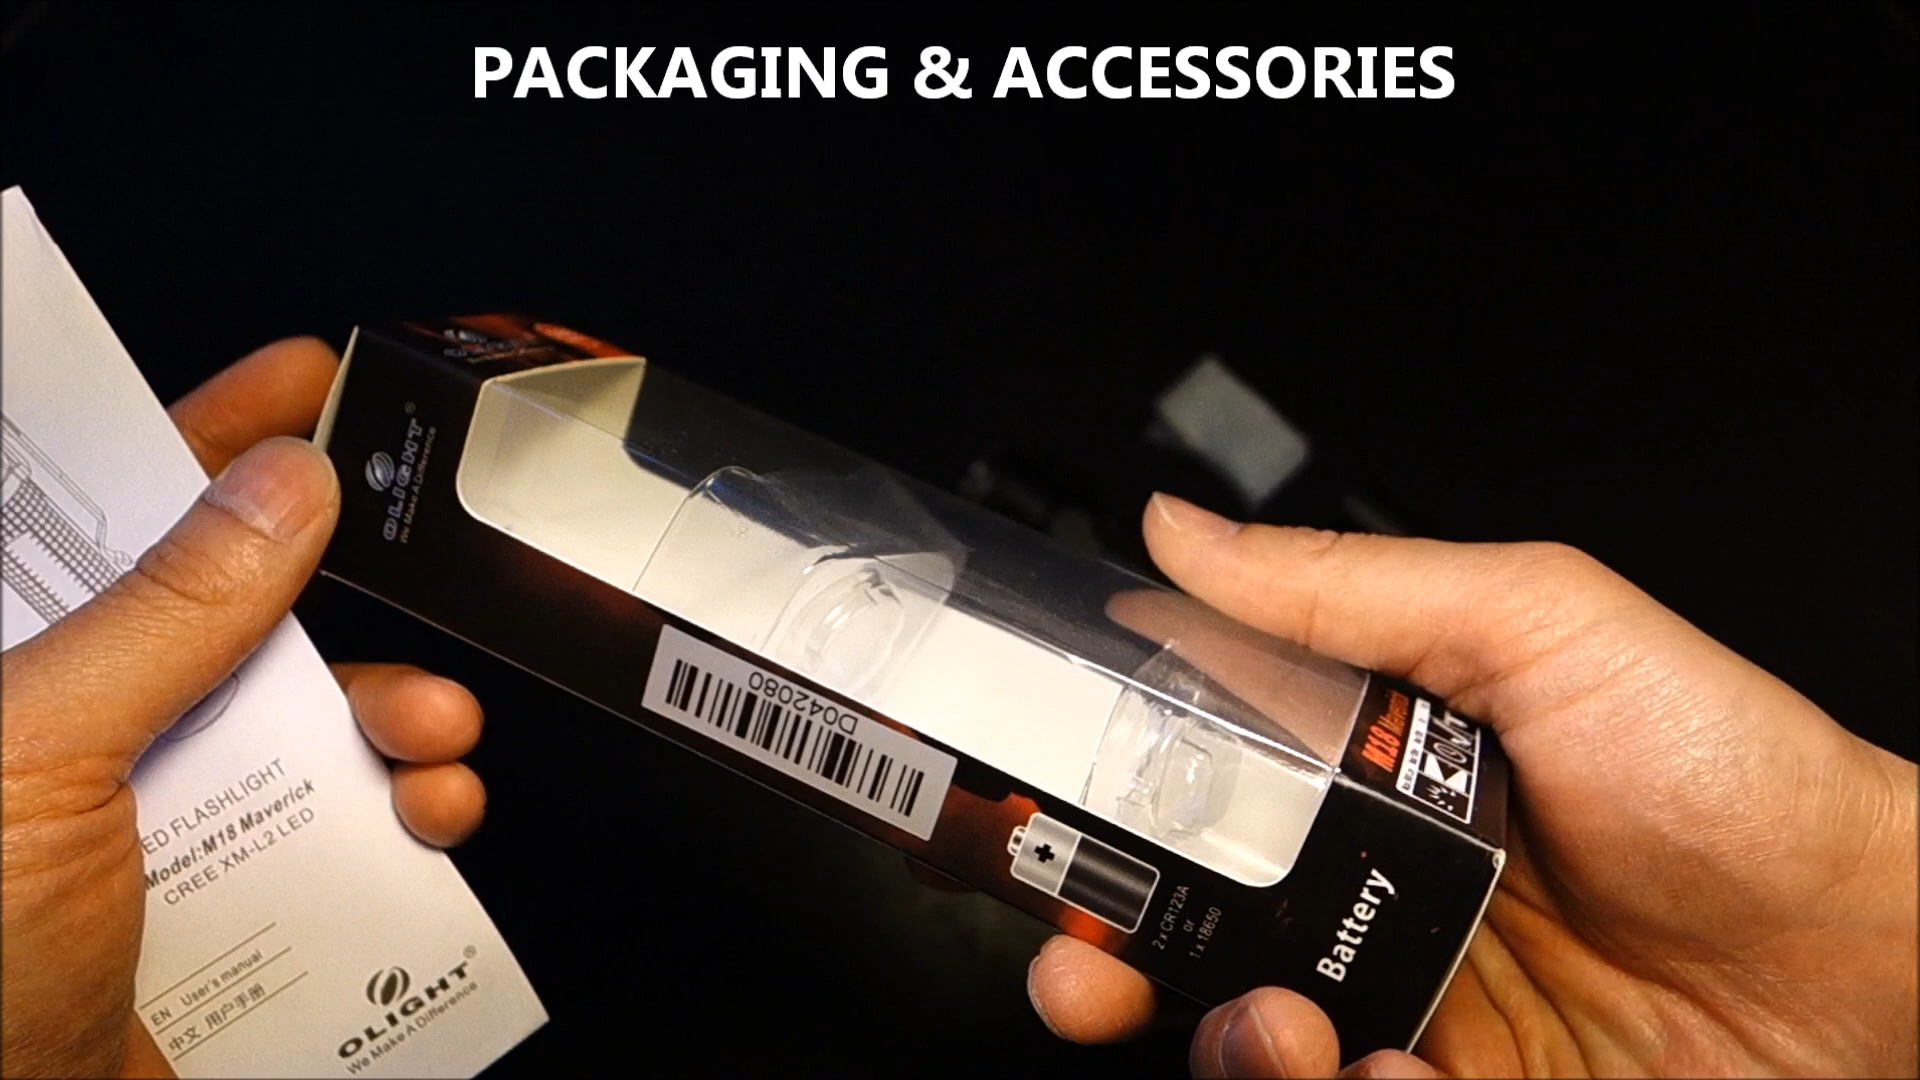 PACKAGING & ACCESSORIES
OLIGHT®
We Make A Difference
D042080
2 x CR123A
or
1 x 18650
Battery
M18 Maverick
ED FLASHLIGHT
Model:M18 Maverick
CREE XM-L2 LED
EN User's manual
中文 用户手册
OLIGHT®
We Make A Difference